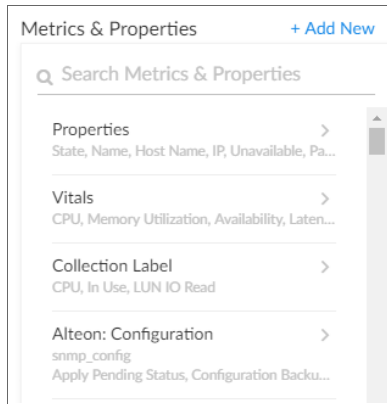 Metrics & Properties + Add New
Search Metrics & Properties
Properties
State, Name, Host Name, IP, Unavailable, Pa...
Vitals
CPU, Memory Utilization, Availability, Laten...
Collection Label
CPU, In Use, LUN IO Read
Alteon: Configuration
snmp_config
Apply Pending Status, Configuration Backu...